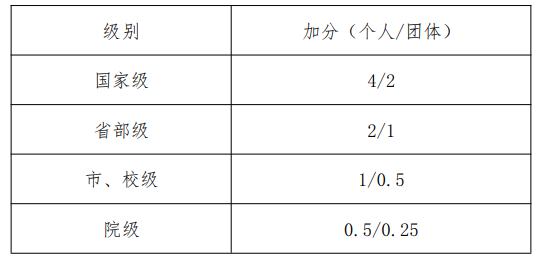 级别 加分（个人/团体）
国家级 4/2
省部级 2/1
市、校级 1/0.5
院级 0.5/0.25